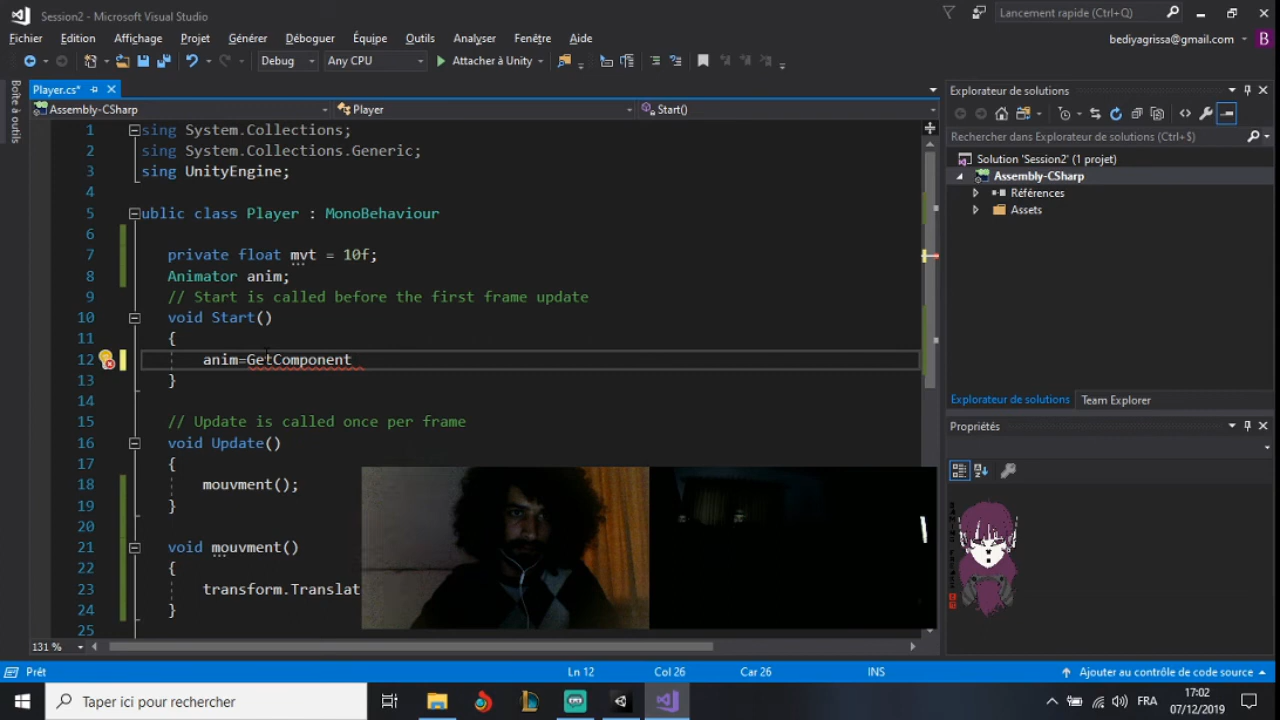 Session2 - Microsoft Visual Studio
Lancement rapide (Ctrl+Q)
Fichier Edition Affichage Projet Générer Déboguer Équipe Outils Analyser Fenêtre Aide
bediyagrissa@gmail.com B
Debug Any CPU Attacher à Unity
Boîte à outils
Player.cs*
Assembly-CSharp Player Start()
1 sing System.Collections;
2 sing System.Collections.Generic;
3 sing UnityEngine;
4
5 ublic class Player : MonoBehaviour
6
7 private float mvt = 10f;
8 Animator anim;
9 // Start is called before the first frame update
10 void Start()
11 {
12 anim=GetComponent
13 }
14
15 // Update is called once per frame
16 void Update()
17 {
18 mouvment();
19 }
20
21 void mouvment()
22 {
23 transform.Translat
24 }
25
131 %
Explorateur de solutions
Rechercher dans Explorateur de solutions (Ctrl+$)
Solution 'Session2' (1 projet)
Assembly-CSharp
Références
Assets
Explorateur de solutions Team Explorer
Propriétés
Prêt Ln 12 Col 26 Car 26 INS Ajouter au contrôle de code source
Taper ici pour rechercher
FRA
17:02
07/12/2019